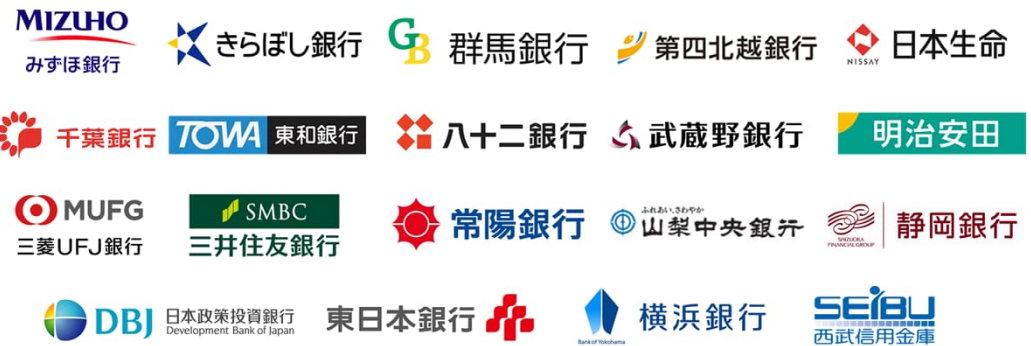 MIZUHO
みずほ銀行
きらぼし銀行
GB 群馬銀行
第四北越銀行
NISSAY
日本生命
千葉銀行
TOWA 東和銀行
八十二銀行
武蔵野銀行
明治安田
MUFG
三菱UFJ銀行
SMBC
三井住友銀行
常陽銀行
ふれあい、さわやか
山梨中央銀行
SHIZUOKA
FINANCIAL GROUP
静岡銀行
DBJ
日本政策投資銀行
Development Bank of Japan
東日本銀行
Bank of Yokohama
横浜銀行
SEIBU
西武信用金庫